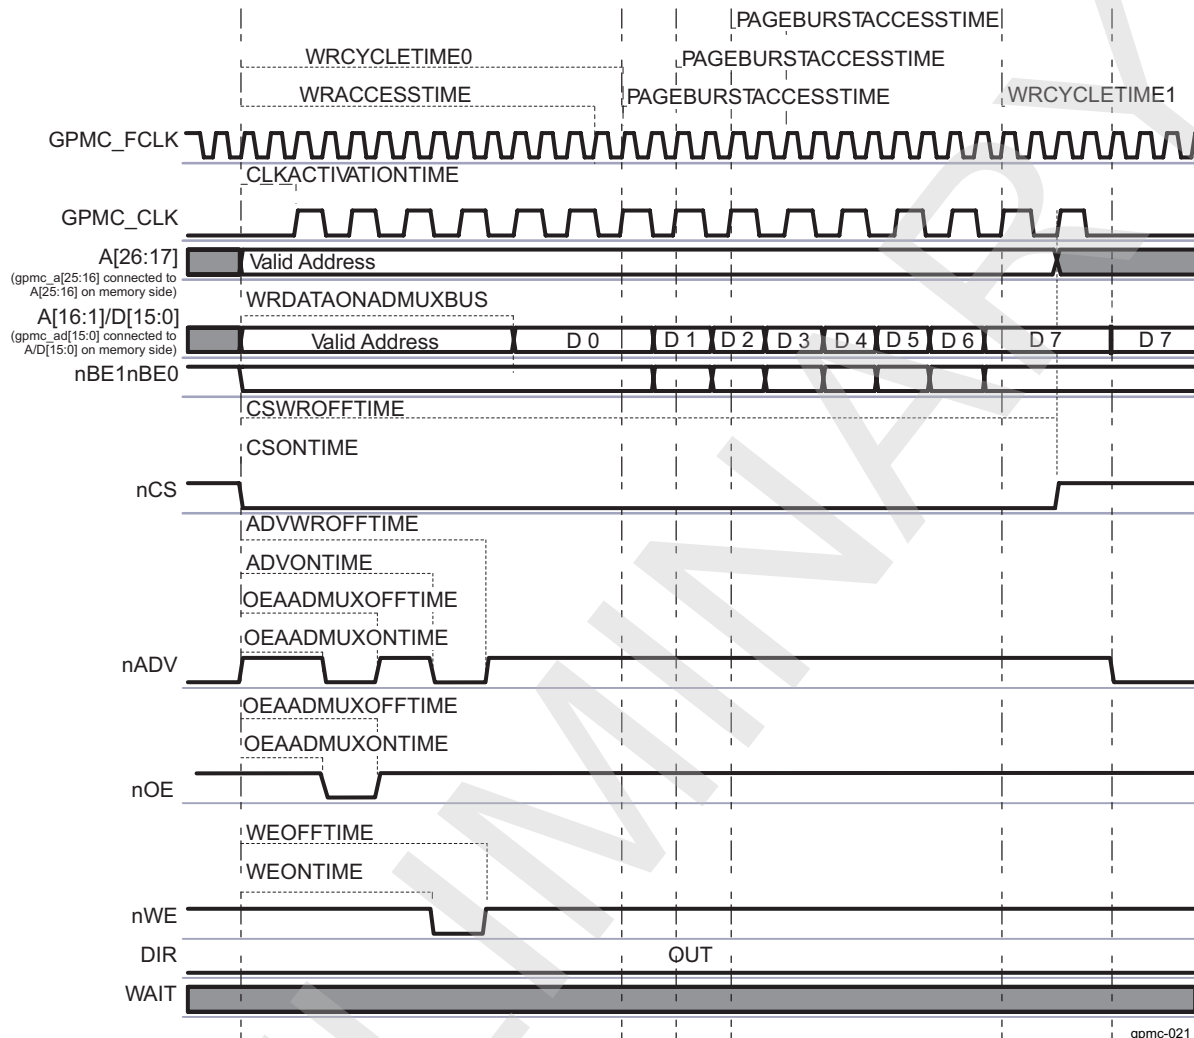 PAGEBURSTACCESSTIME
WRCYCLETIME0
PAGEBURSTACCESSTIME
WRACCESSTIME
PAGEBURSTACCESSTIME
WRCYCLETIME1
GPMC_FCLK
CLKACTIVATIONTIME
GPMC_CLK
A[26:17]
(gpmc_a[25:16] connected to
A[25:16] on memory side)
Valid Address
WRDATAONADMUXBUS
A[16:1]/D[15:0]
(gpmc_ad[15:0] connected to
A/D[15:0] on memory side)
Valid Address
D 0
D 1
D 2
D 3
D 4
D 5
D 6
D 7
D 7
nBE1nBE0
CSWROFFTIME
CSONTIME
nCS
ADVWROFFTIME
ADVONTIME
OEAADMUXOFFTIME
OEAADMUXONTIME
nADV
OEAADMUXOFFTIME
OEAADMUXONTIME
nOE
WEOFFTIME
WEONTIME
nWE
DIR
OUT
WAIT
gpmc-021